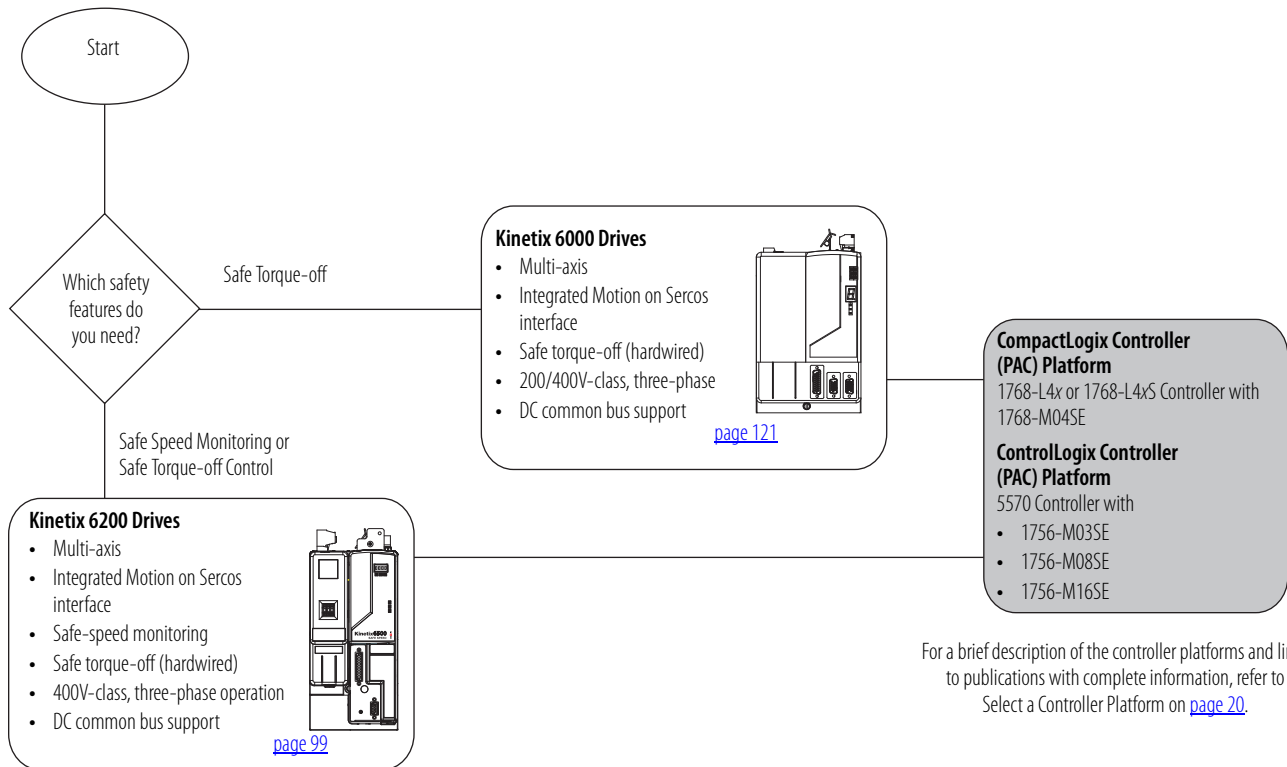 Start
Which safety
features do
you need?
Safe Torque-off
Safe Speed Monitoring or
Safe Torque-off Control
Kinetix 6000 Drives
• Multi-axis
• Integrated Motion on Sercos
interface
• Safe torque-off (hardwired)
• 200/400V-class, three-phase
• DC common bus support
page 121
Kinetix 6200 Drives
• Multi-axis
• Integrated Motion on Sercos
interface
• Safe-speed monitoring
• Safe torque-off (hardwired)
• 400V-class, three-phase operation
• DC common bus support
page 99
Kinetix6500
CompactLogix Controller
(PAC) Platform
1768-L4x or 1768-L4xS Controller with
1768-M04SE
ControlLogix Controller
(PAC) Platform
5570 Controller with
• 1756-M03SE
• 1756-M08SE
• 1756-M16SE
For a brief description of the controller platforms and li
to publications with complete information, refer to
Select a Controller Platform on page 20.